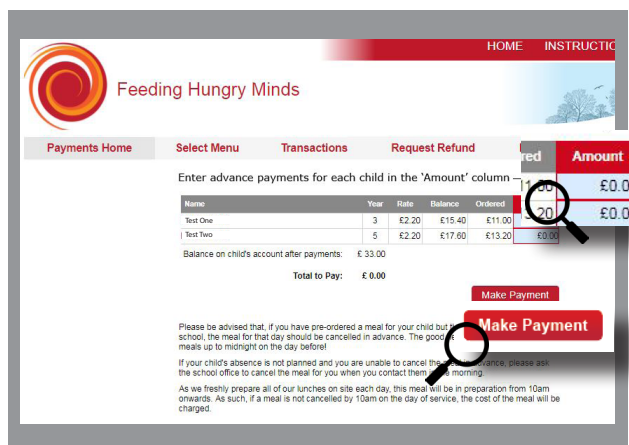 HOME INSTRUCTIO
Feeding Hungry Minds
Payments Home Select Menu Transactions Request Refund
Enter advance payments for each child in the ‘Amount’ column –
red Amount
Name Year Rate Balance Ordered
Test One 3 £2.20 £15.40 £11.00
Test Two 5 £2.20 £17.60 £13.20 £0.00
£0.0
£0.0
Balance on child's account after payments: £ 33.00
Total to Pay: £ 0.00
Make Payment
Make Payment
Please be advised that, if you have pre-ordered a meal for your child but
school, the meal for that day should be cancelled in advance. The good
meals up to midnight on the day before!
If your child's absence is not planned and you are unable to cancel the meal in advance, please ask
the school office to cancel the meal for you when you contact them in the morning.
As we freshly prepare all of our lunches on site each day, this meal will be in preparation from 10am
onwards. As such, if a meal is not cancelled by 10am on the day of service, the cost of the meal will be
charged.